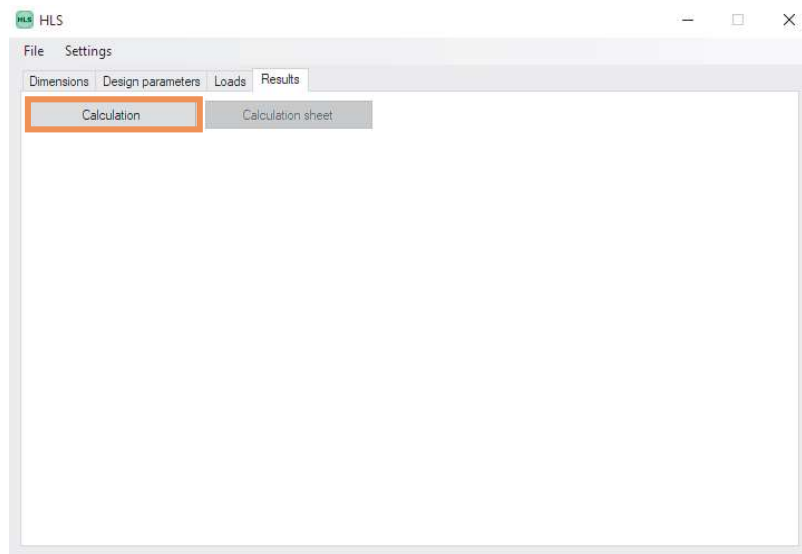 HLS HLS
File Settings
Dimensions Design parameters Loads Results
Calculation Calculation sheet